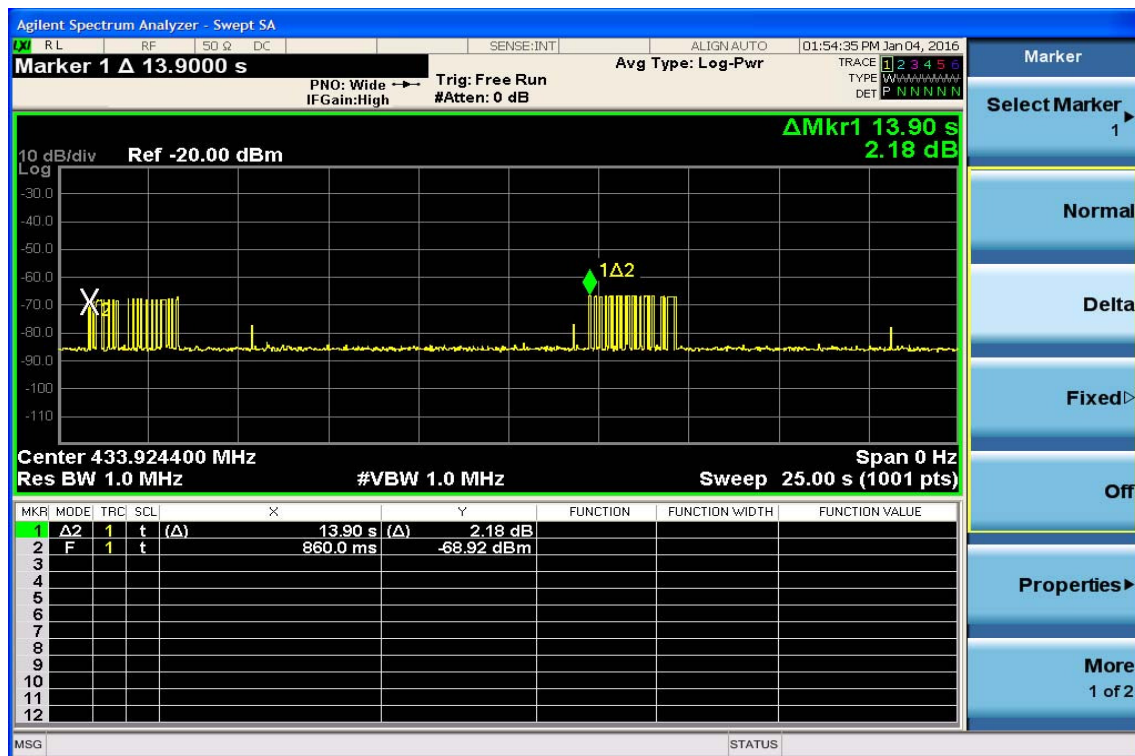 Agilent Spectrum Analyzer - Swept SA
LXI RL RF 50 Ω DC SENSE:INT ALIGN AUTO 01:54:35 PM Jan 04, 2016
Marker 1 Δ 13.9000 s
PNO: Wide
IFGain:High
Trig: Free Run
#Atten: 0 dB
Avg Type: Log-Pwr
TRACE 1 2 3 4 5 6
TYPE WWWWWW
DET P N N N N N
ΔMkr1 13.90 s
2.18 dB
10 dB/div Ref -20.00 dBm
Log
-30.0
-40.0
-50.0
-60.0
-70.0
-80.0
-90.0
-100
-110
1Δ2
X2
Center 433.924400 MHz Span 0 Hz
Res BW 1.0 MHz #VBW 1.0 MHz Sweep 25.00 s (1001 pts)
MKR MODE TRC SCL X Y FUNCTION FUNCTION WIDTH FUNCTION VALUE
1 Δ2 1 t (Δ) 13.90 s (Δ) 2.18 dB
2 F 1 t 860.0 ms -68.92 dBm
3
4
5
6
7
8
9
10
11
12
MSG STATUS
Marker
Select Marker
1
Normal
Delta
Fixed
Off
Properties
More
1 of 2